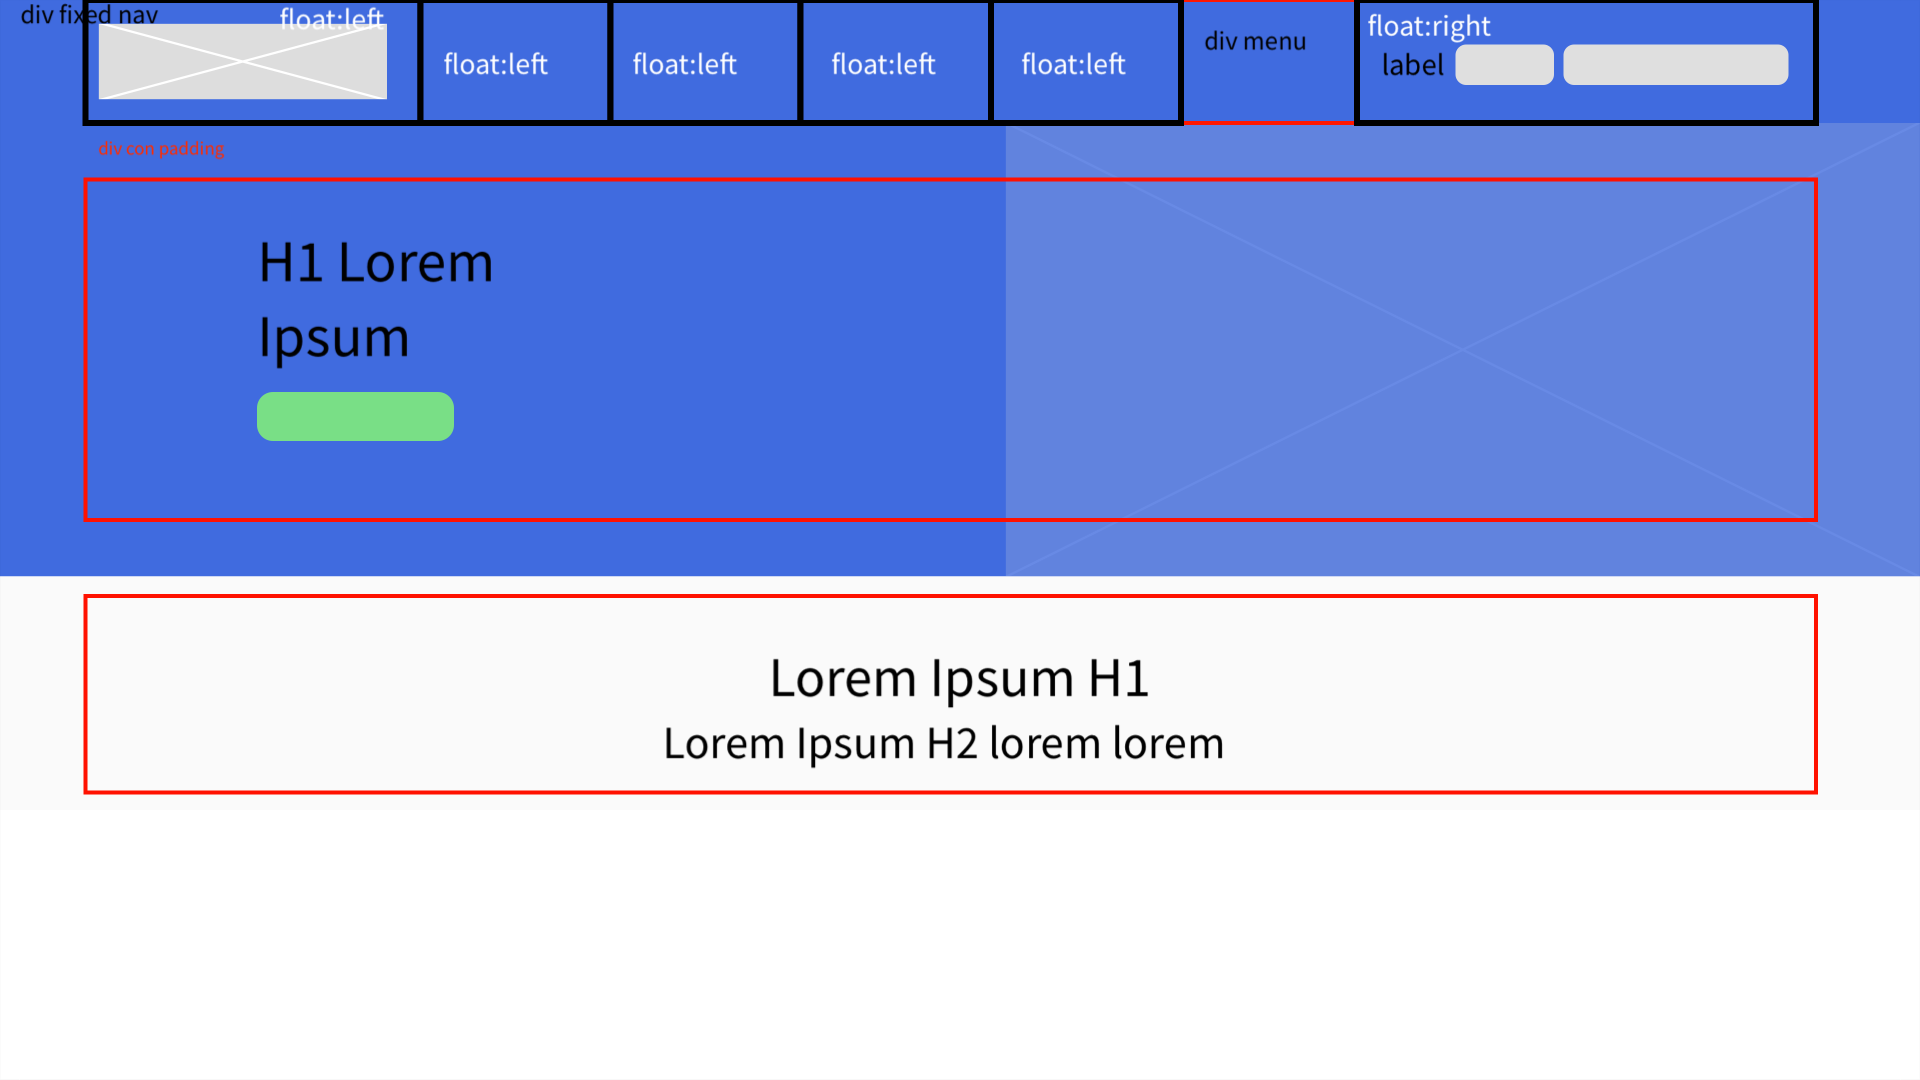 div fixed nav
float:left
float:left
float:left
float:left
float:left
div menu
float:right
label
div con padding
H1 Lorem
Ipsum
Lorem Ipsum H1
Lorem Ipsum H2 lorem lorem